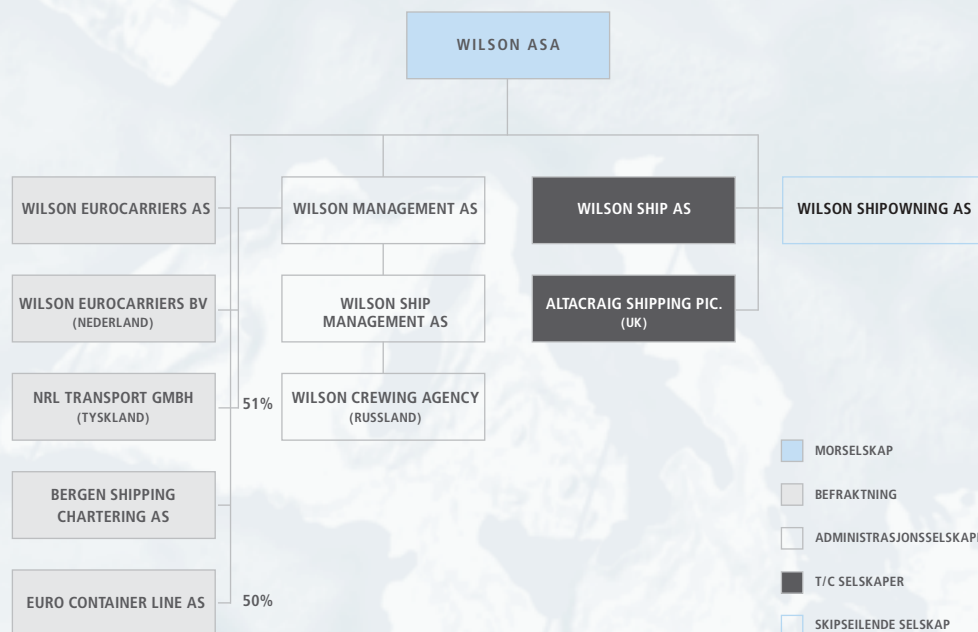 WILSON ASA
WILSON EUROCARRIERS AS
WILSON MANAGEMENT AS
WILSON SHIP AS
WILSON SHIPOWNING AS
WILSON EUROCARRIERS BV
(NEDERLAND)
WILSON SHIP
MANAGEMENT AS
ALTACRAIG SHIPPING PIC.
(UK)
NRL TRANSPORT GMBH
(TYSKLAND)
51%
WILSON CREWING AGENCY
(RUSSLAND)
BERGEN SHIPPING
CHARTERING AS
EURO CONTAINER LINE AS
50%
MORSELSKAP
BEFRAKTNING
ADMINISTRASJONSSELSKAP
T/C SELSKAPER
SKIPSEILENDE SELSKAP